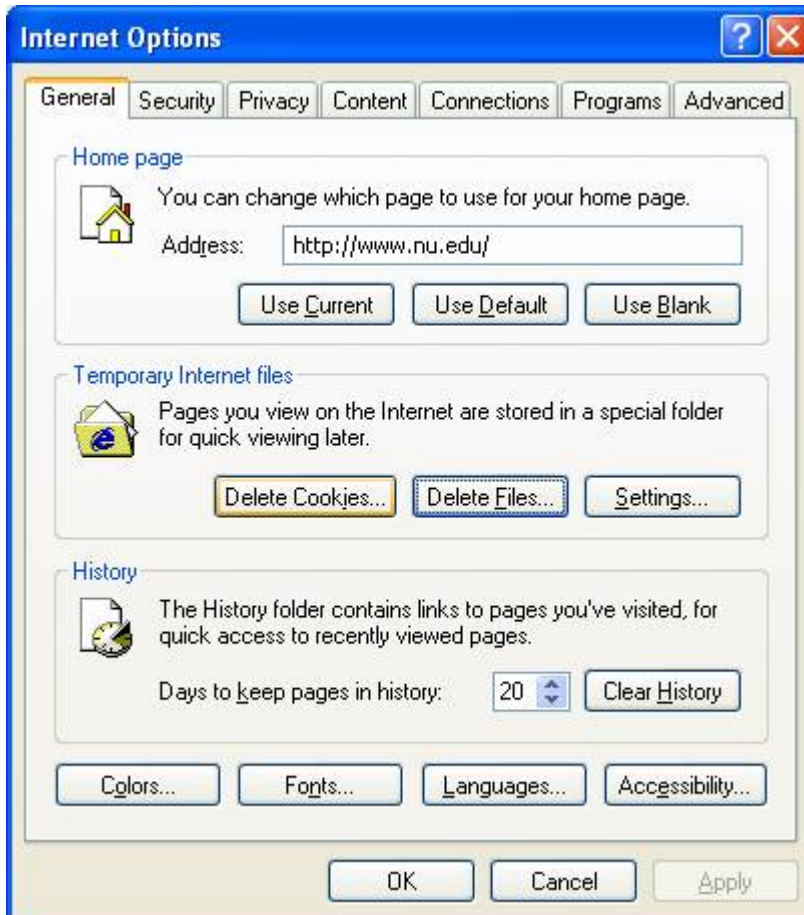 Internet Options
General Security Privacy Content Connections Programs Advanced
Home page
You can change which page to use for your home page.
Address: http://www.nu.edu/
Use Current Use Default Use Blank
Temporary Internet files
Pages you view on the Internet are stored in a special folder
for quick viewing later.
Delete Cookies... Delete Files... Settings...
History
The History folder contains links to pages you've visited, for
quick access to recently viewed pages.
Days to keep pages in history: 20 Clear History
Colors... Fonts... Languages... Accessibility...
OK Cancel Apply